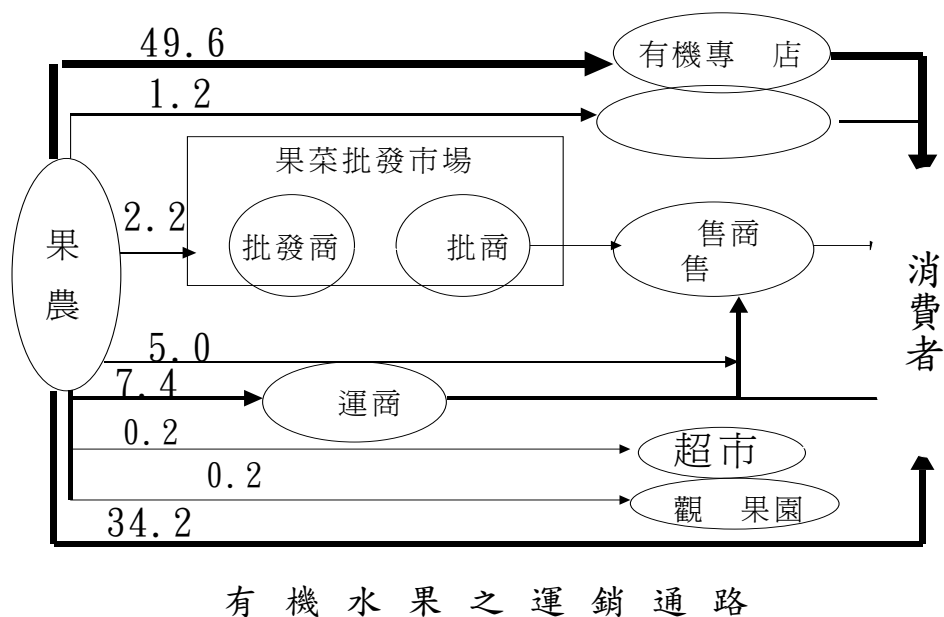 49.6
有機專 店
1.2
果菜批發市場
2.2
果農
批發商
批商
售商
售
消費者
5.0
7.4
運商
0.2
超市
0.2
觀 果園
34.2
有機水果之運銷通路